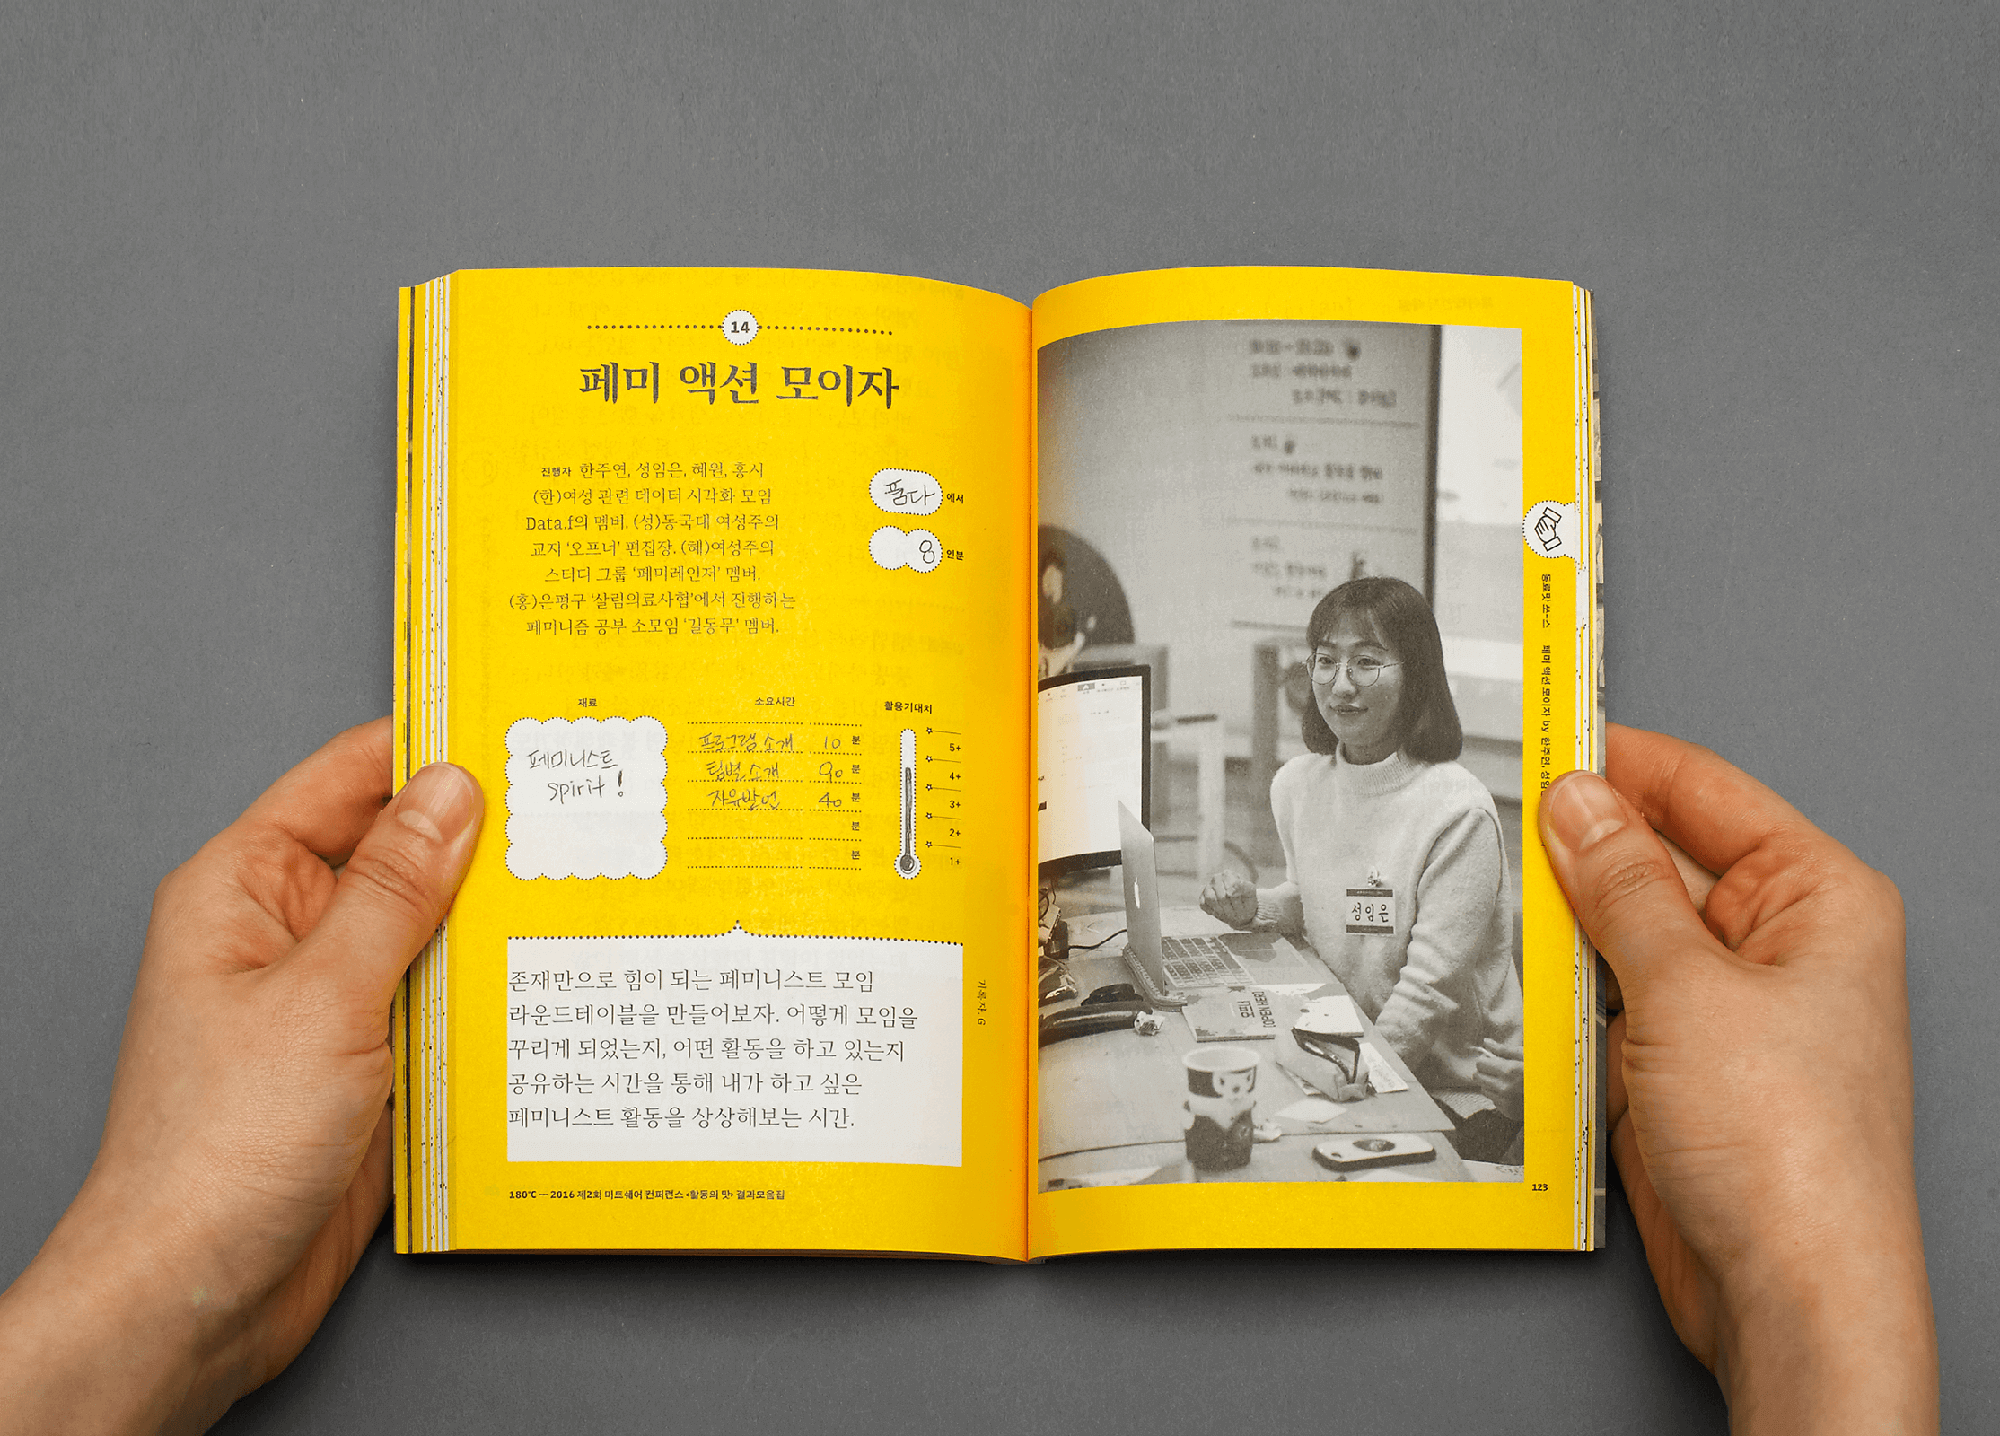 14
페미 액션 모이자
진행자 한주연, 성임은, 혜원, 홍시
(한)여성 관련 데이터 시각화 모임
Data.f의 멤버, (성)동국대 여성주의
교지 '오프너' 편집장, (혜)여성주의
스터디 그룹 '페미레인저' 멤버,
(홍)은평구 '살림의료사협'에서 진행하는
페미니즘 공부 소모임 '길동무' 멤버.
품다 에서
8 인분
재료
페미니스트
spirit!
소요시간
프로그램 소개 10 분
팀별 소개 90 분
자유발언 40 분
분
분
활용기대치
5+
4+
3+
2+
1+
존재만으로 힘이 되는 페미니스트 모임
라운드테이블을 만들어보자. 어떻게 모임을
꾸리게 되었는지, 어떤 활동을 하고 있는지
공유하는 시간을 통해 내가 하고 싶은
페미니스트 활동을 상상해보는 시간.
기록자. G
180°C — 2016 제2회 미트쉐어 컨퍼런스 <활동의 맛> 결과모음집
성임은
OPEN HER
페미 액션 모이자 by 한주연, 성임
123